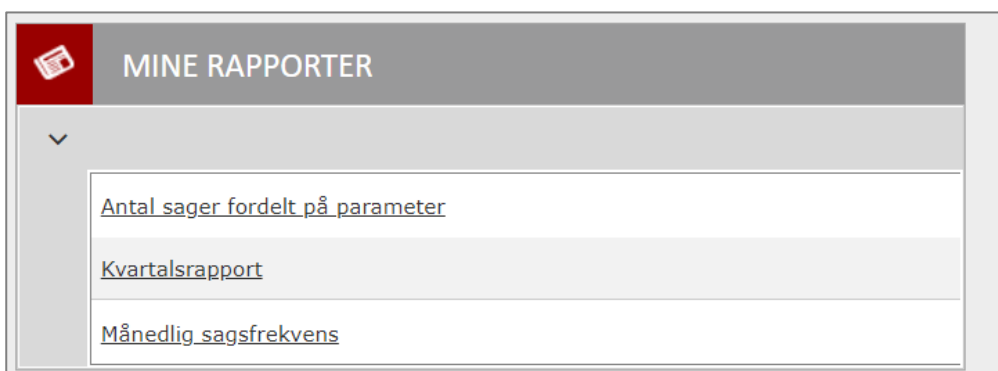 MINE RAPPORTER
Antal sager fordelt på parameter
Kvartalsrapport
Månedlig sagsfrekvens